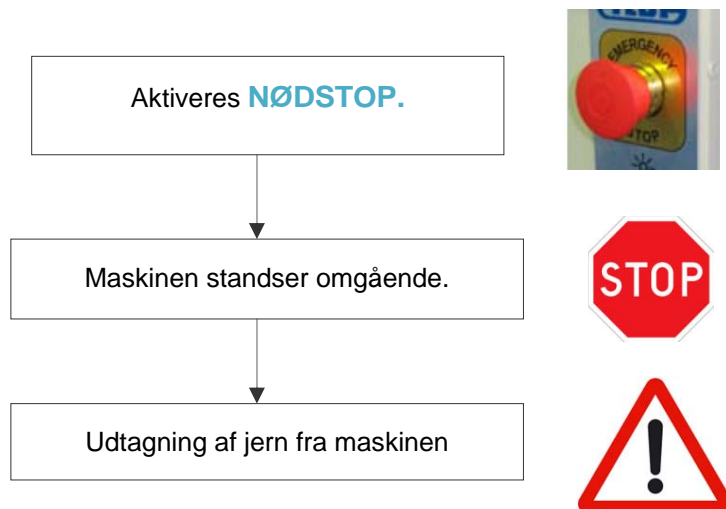 Aktiveres NØDSTOP.
EMERGENCY
STOP
Maskinen standser omgående.
STOP
Udtagning af jern fra maskinen